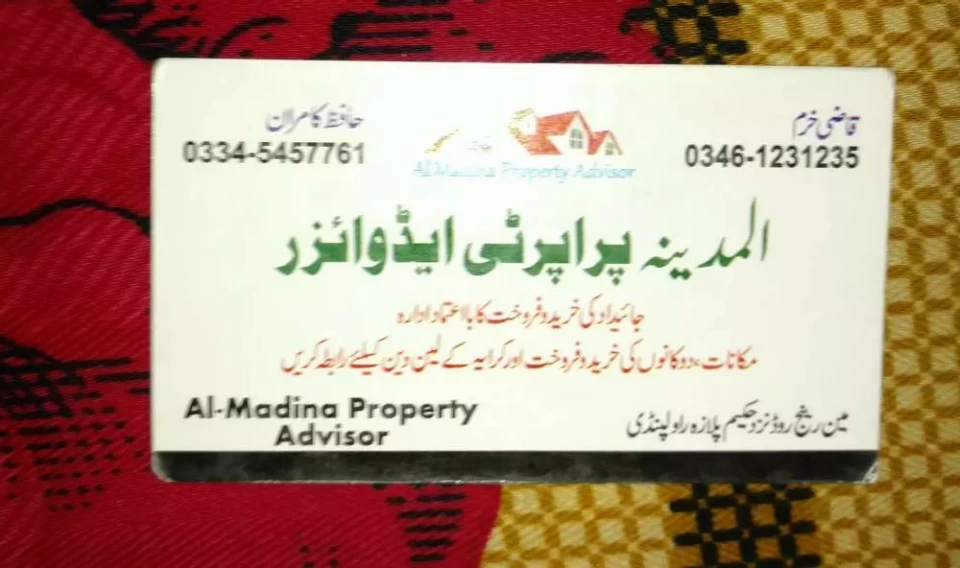 حافظ کامران
0334-5457761
قاضی خرم
0346-1231235
Al Madina Property Advisor
المدینہ پراپرٹی ایڈوائزر
جائیداد کی خرید و فروخت کا بااعتماد ادارہ
مکانات، دوکانوں کی خرید و فروخت اور کرایہ کے لین دین کیلئے رابطہ کریں
Al-Madina Property
Advisor
مین رینج روڈ نزد حکیم پلازہ راولپنڈی